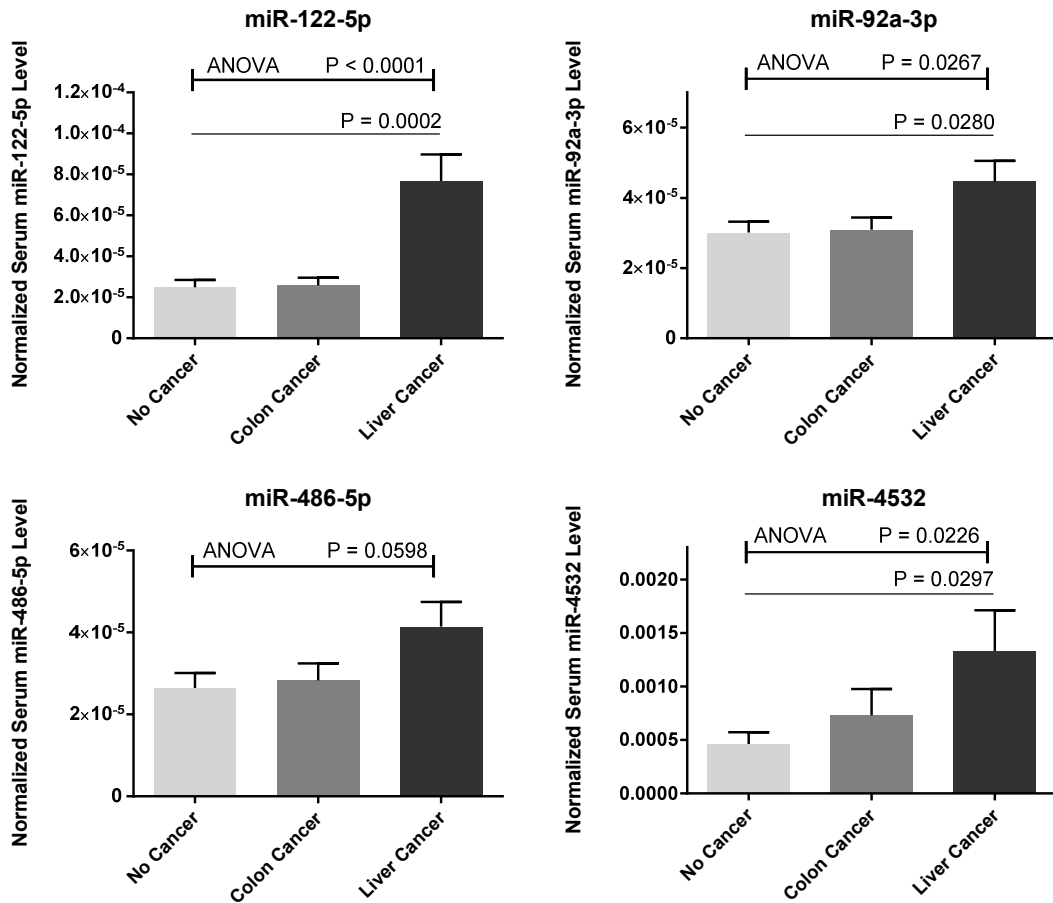 miR-122-5p
ANOVA P < 0.0001
P = 0.0002
Normalized Serum miR-122-5p Level
1.2×10⁻⁴
1.0×10⁻⁴
8.0×10⁻⁵
6.0×10⁻⁵
4.0×10⁻⁵
2.0×10⁻⁵
0
No Cancer
Colon Cancer
Liver Cancer
miR-92a-3p
ANOVA P = 0.0267
P = 0.0280
Normalized Serum miR-92a-3p Level
6×10⁻⁵
4×10⁻⁵
2×10⁻⁵
0
No Cancer
Colon Cancer
Liver Cancer
miR-486-5p
ANOVA P = 0.0598
Normalized Serum miR-486-5p Level
6×10⁻⁵
4×10⁻⁵
2×10⁻⁵
0
No Cancer
Colon Cancer
Liver Cancer
miR-4532
ANOVA P = 0.0226
P = 0.0297
Normalized Serum miR-4532 Level
0.0020
0.0015
0.0010
0.0005
0.0000
No Cancer
Colon Cancer
Liver Cancer